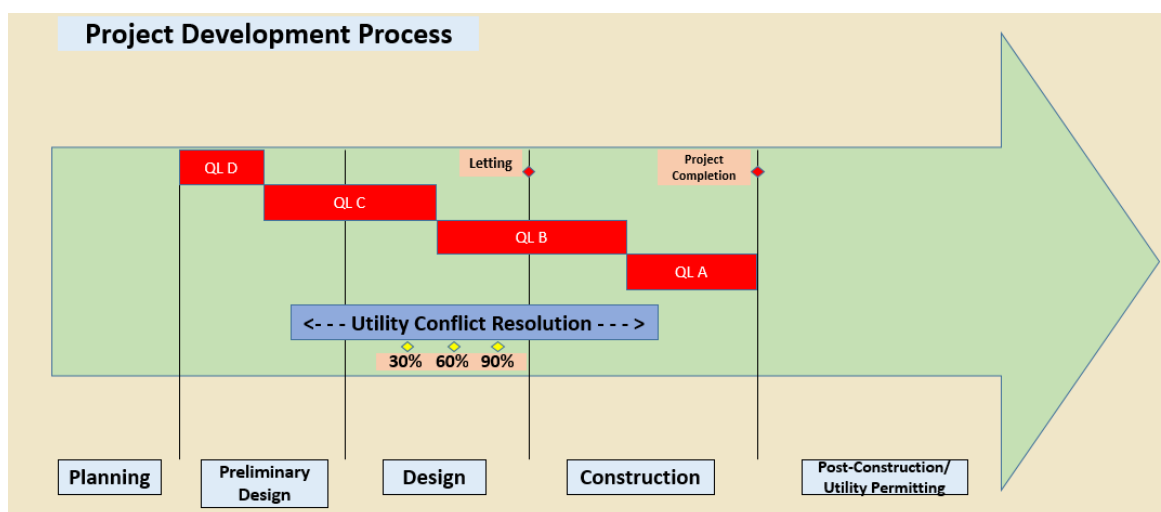 Project Development Process
QL D
Letting
Project
Completion
QL C
QL B
QL A
<- - - Utility Conflict Resolution - - - >
30% 60% 90%
Planning
Preliminary
Design
Design
Construction
Post-Construction/
Utility Permitting